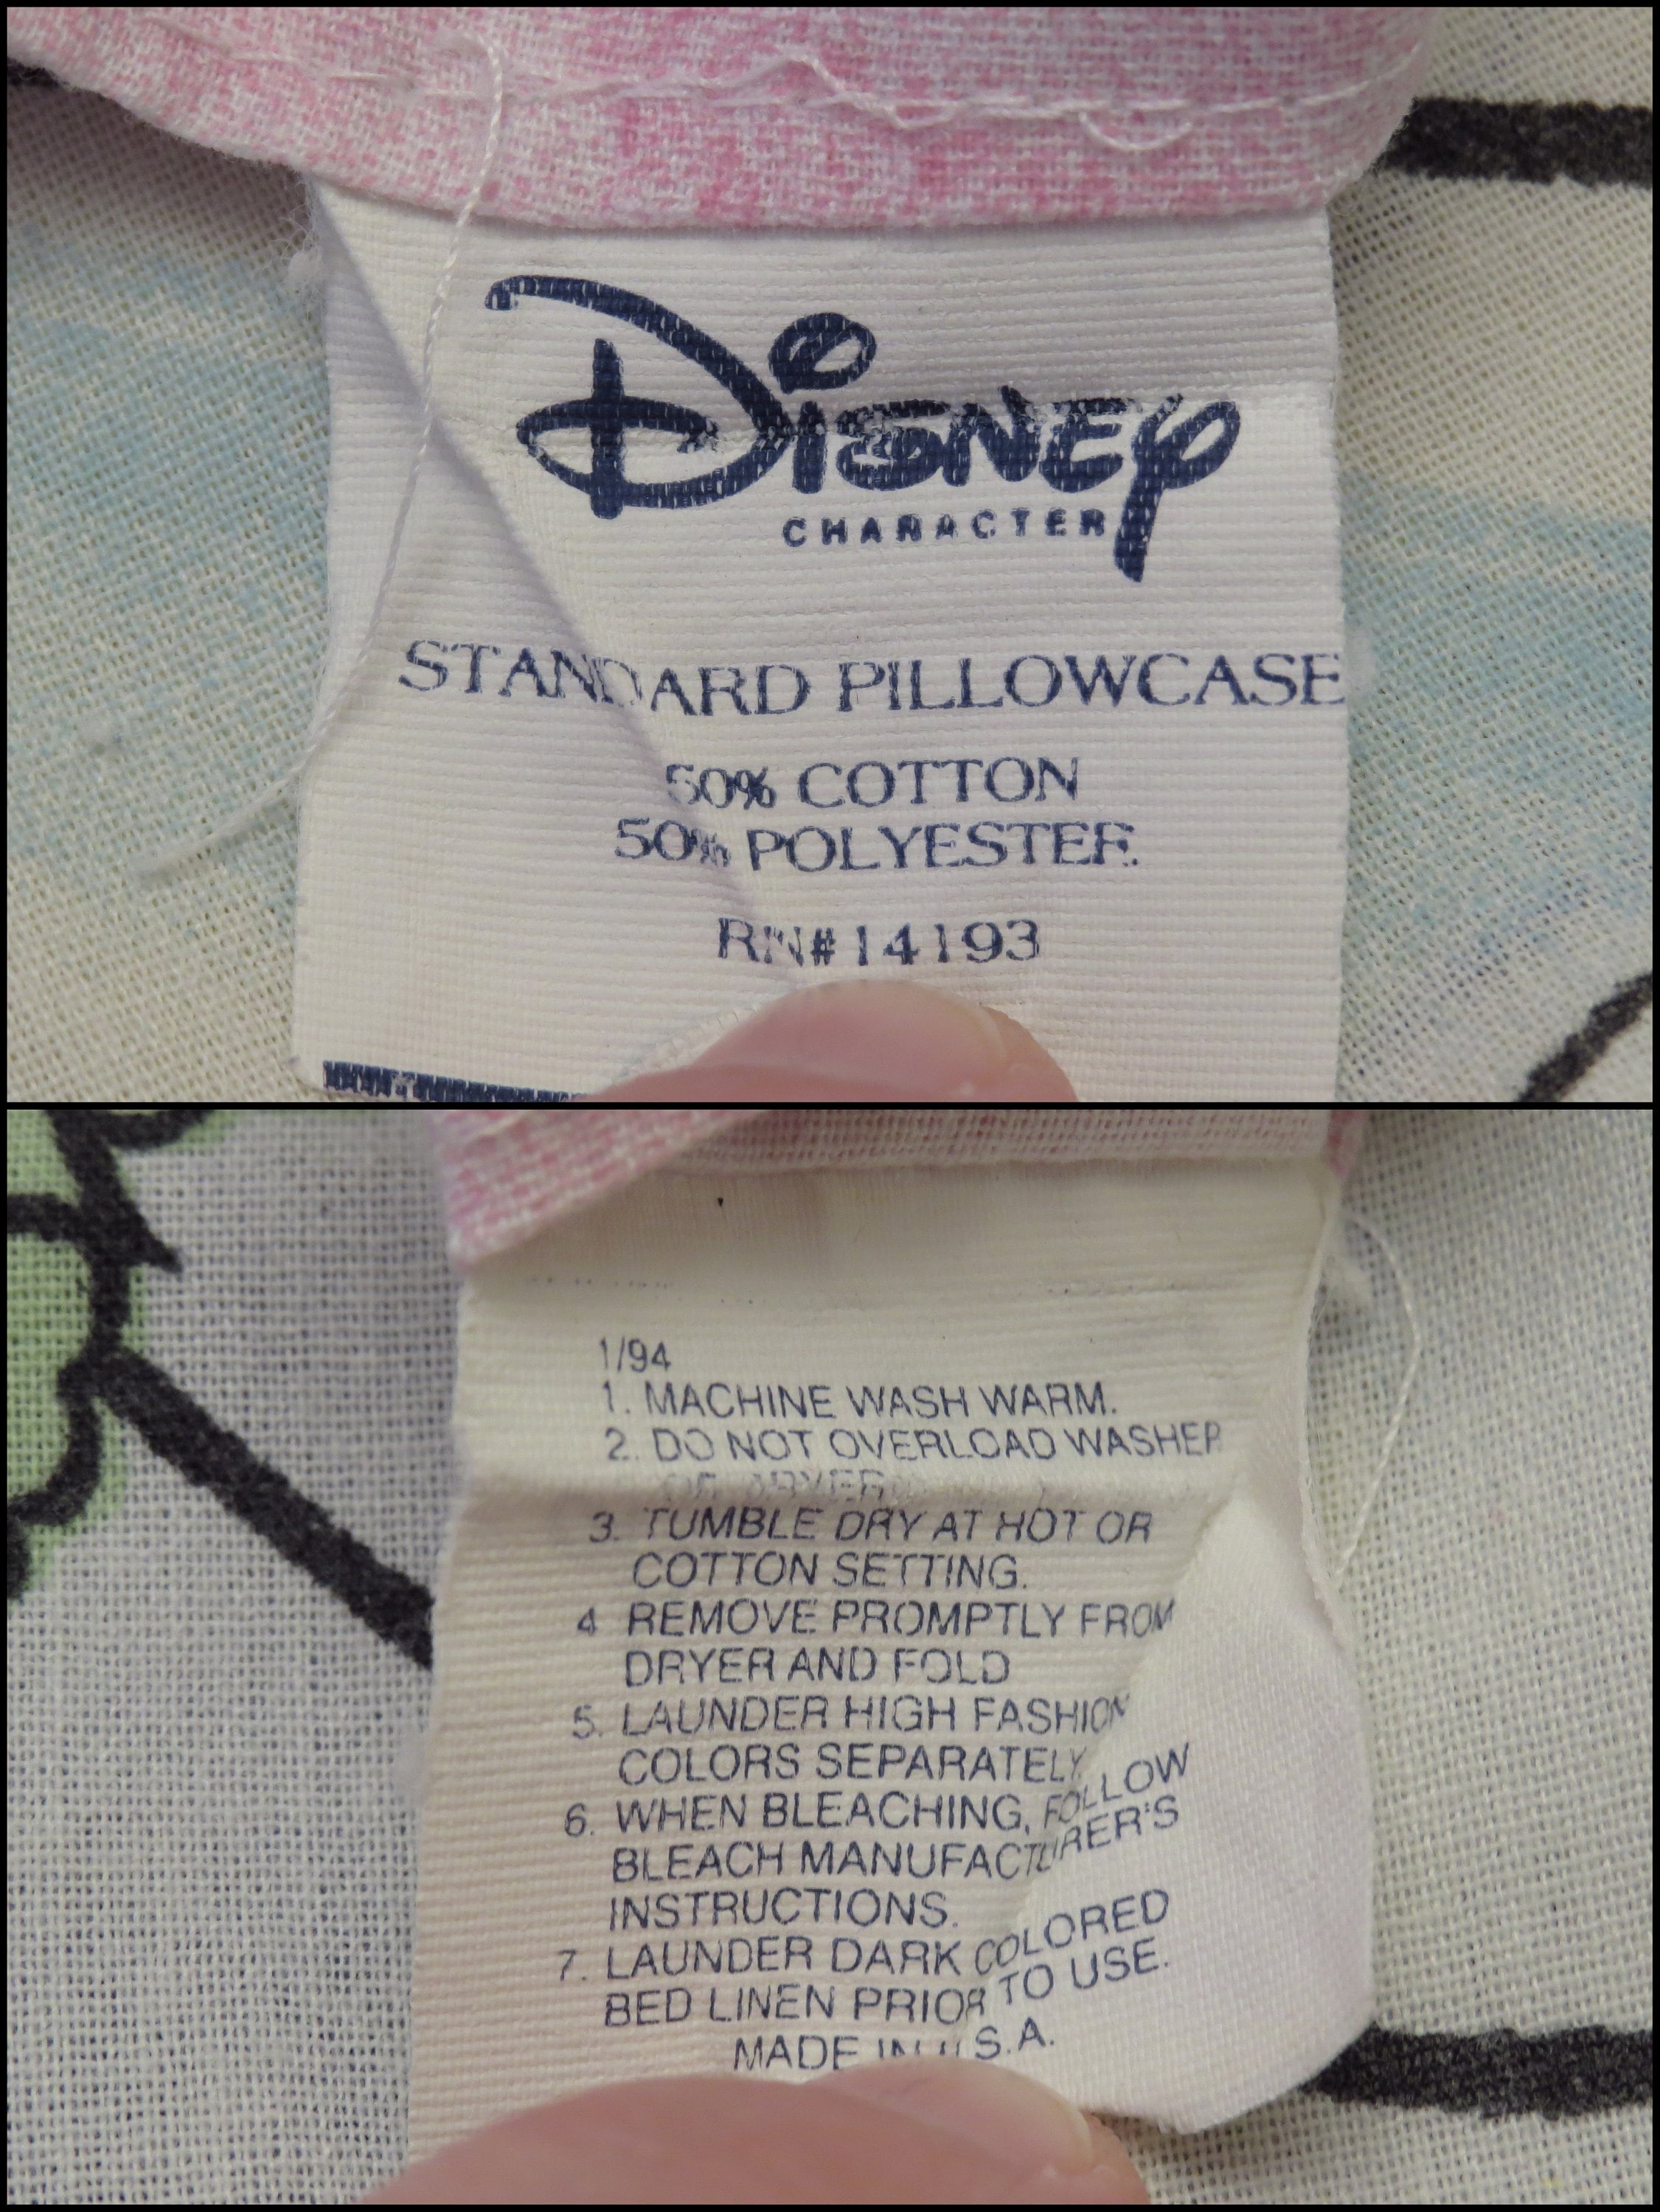 Disney
CHARACTER
STANDARD PILLOWCASE
50% COTTON
50% POLYESTER
RN#14193
1/94
1. MACHINE WASH WARM.
2. DO NOT OVERLOAD WASHER
OR DRYER
3. TUMBLE DRY AT HOT OR
COTTON SETTING.
4 REMOVE PROMPTLY FROM
DRYER AND FOLD
5. LAUNDER HIGH FASHION
COLORS SEPARATELY
6. WHEN BLEACHING, FOLLOW
BLEACH MANUFACTURER'S
INSTRUCTIONS.
7. LAUNDER DARK COLORED
BED LINEN PRIOR TO USE.
MADE IN U.S.A.